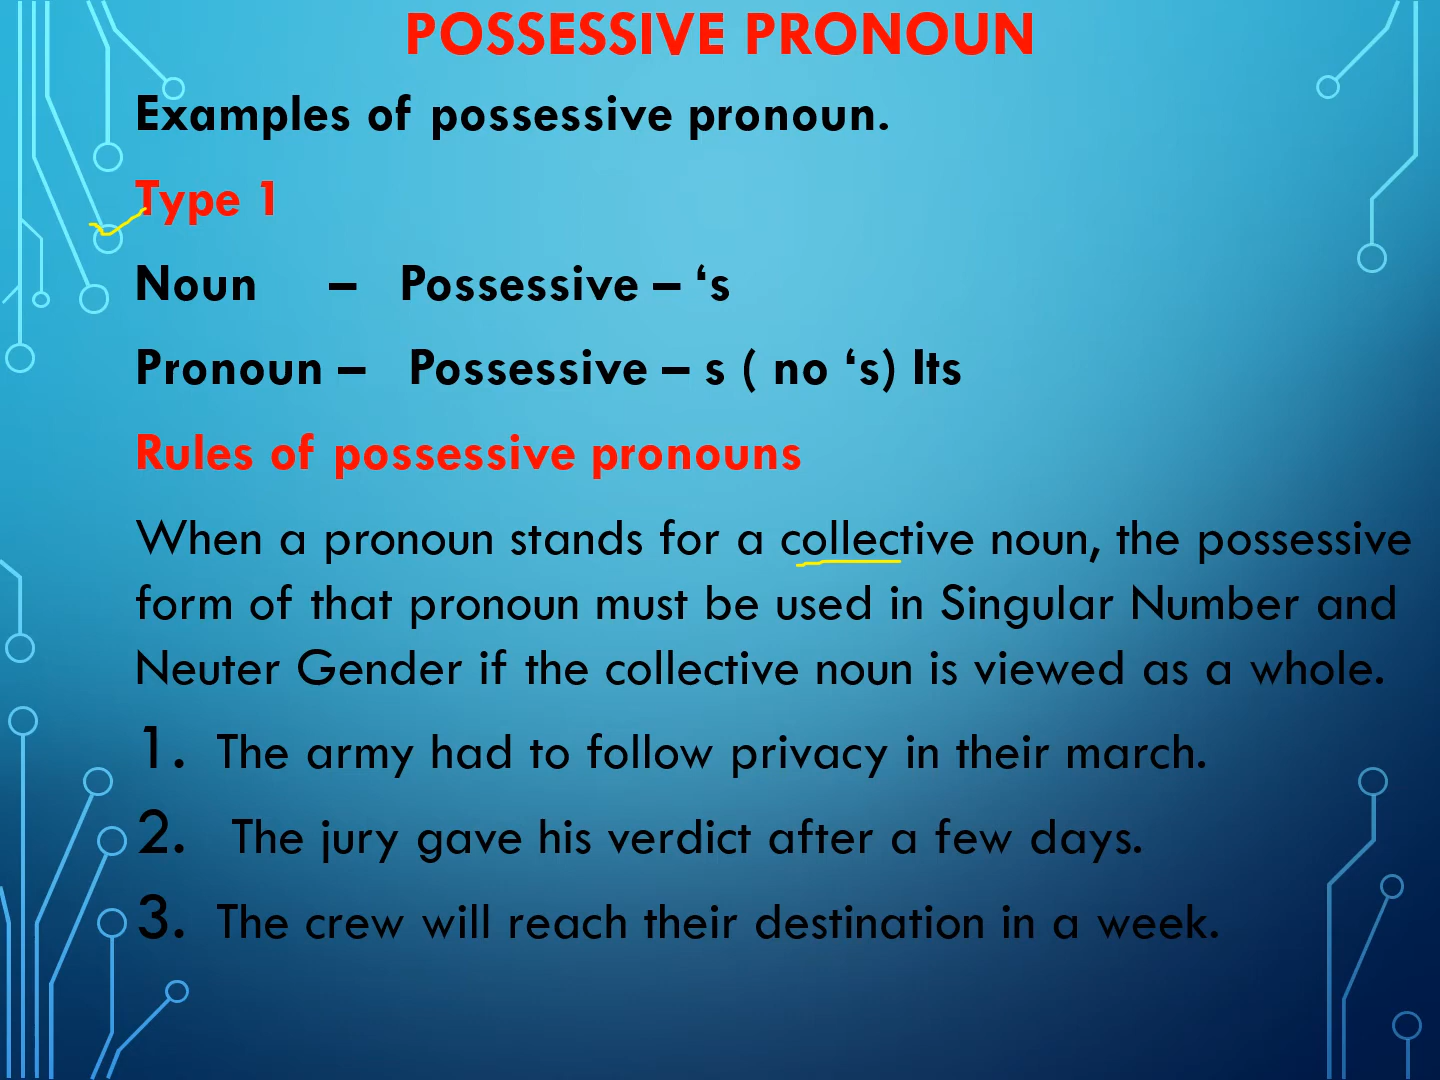 POSSESSIVE PRONOUN
Examples of possessive pronoun.
Type 1
Noun – Possessive – ‘s
Pronoun – Possessive – s ( no ‘s) Its
Rules of possessive pronouns
When a pronoun stands for a collective noun, the possessive
form of that pronoun must be used in Singular Number and
Neuter Gender if the collective noun is viewed as a whole.
1. The army had to follow privacy in their march.
2. The jury gave his verdict after a few days.
3. The crew will reach their destination in a week.